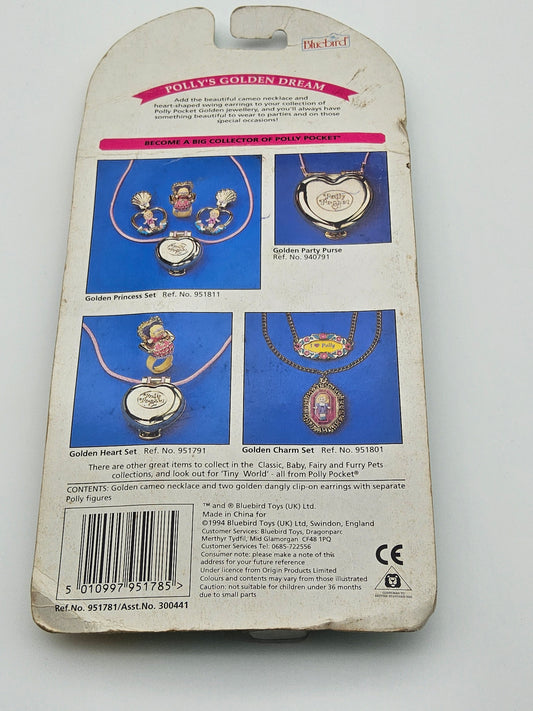 Bluebird
POLLY'S GOLDEN DREAM
Add the beautiful cameo necklace and
heart-shaped swing earrings to your collection of
Polly Pocket Golden jewellery, and you'll always have
something beautiful to wear to parties and on those
special occasions!
BECOME A BIG COLLECTOR OF POLLY POCKET®
Polly Pocket
Golden Princess Set Ref. No. 951811
Polly Pocket
Golden Party Purse
Ref. No. 940791
Polly Pocket
Golden Heart Set Ref. No. 951791
I ♥ Polly
Golden Charm Set Ref. No. 951801
There are other great items to collect in the Classic, Baby, Fairy and Furry Pets
collections, and look out for 'Tiny World' - all from Polly Pocket®
CONTENTS: Golden cameo necklace and two golden dangly clip-on earrings with separate
Polly figures
5 010997 951785 >
Ref.No. 951781/Asst.No. 300441
™ and ® Bluebird Toys (UK) Ltd.
Made in China for
©1994 Bluebird Toys (UK) Ltd, Swindon, England
Customer Services: Bluebird Toys, Dragonparc
Merthyr Tydfil, Mid Glamorgan CF48 1PQ
Customer Services Tel. 0685-722556
Consumer note: please make a note of this
address for your future reference
Under licence from Origin Products Limited
Colours and contents may vary from those illustrated
Caution: not suitable for children under 36 months
due to small parts
CE